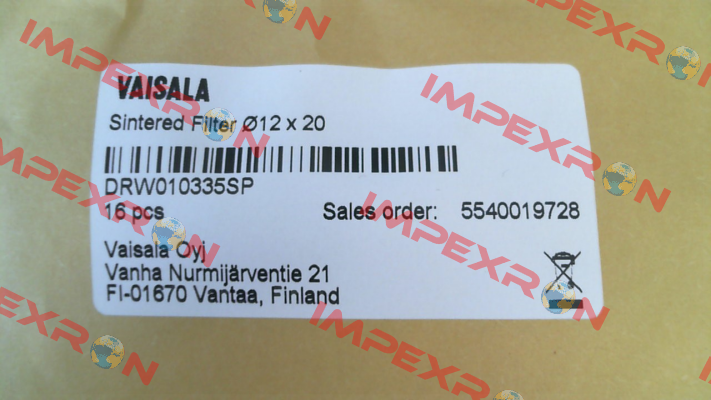 VAISALA
Sintered Filter Ø12 x 20
DRW010335SP
16 pcs Sales order: 5540019728
Vaisala Oyj
Vanha Nurmijärventie 21
FI-01670 Vantaa, Finland
IMPEXRON
IMPEXRON
IMPEXRON
IMPEXRON
IMPEXRON
IMPEXRON